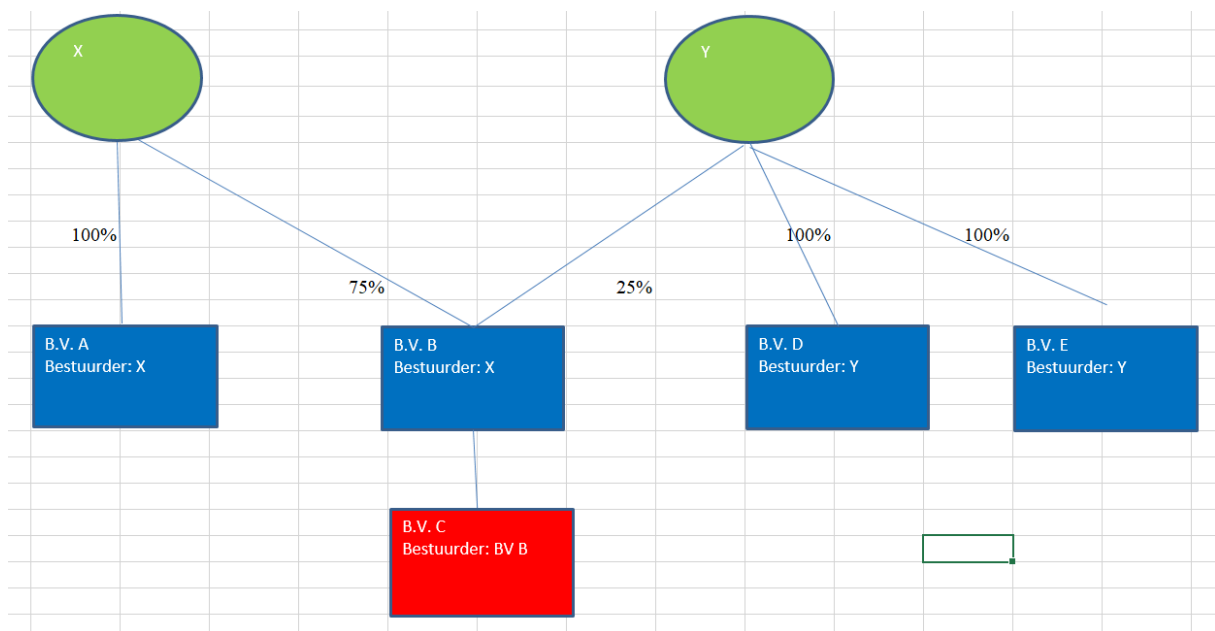 X
Y
100%
100%
100%
75%
25%
B.V. A
Bestuurder: X
B.V. B
Bestuurder: X
B.V. D
Bestuurder: Y
B.V. E
Bestuurder: Y
B.V. C
Bestuurder: BV B